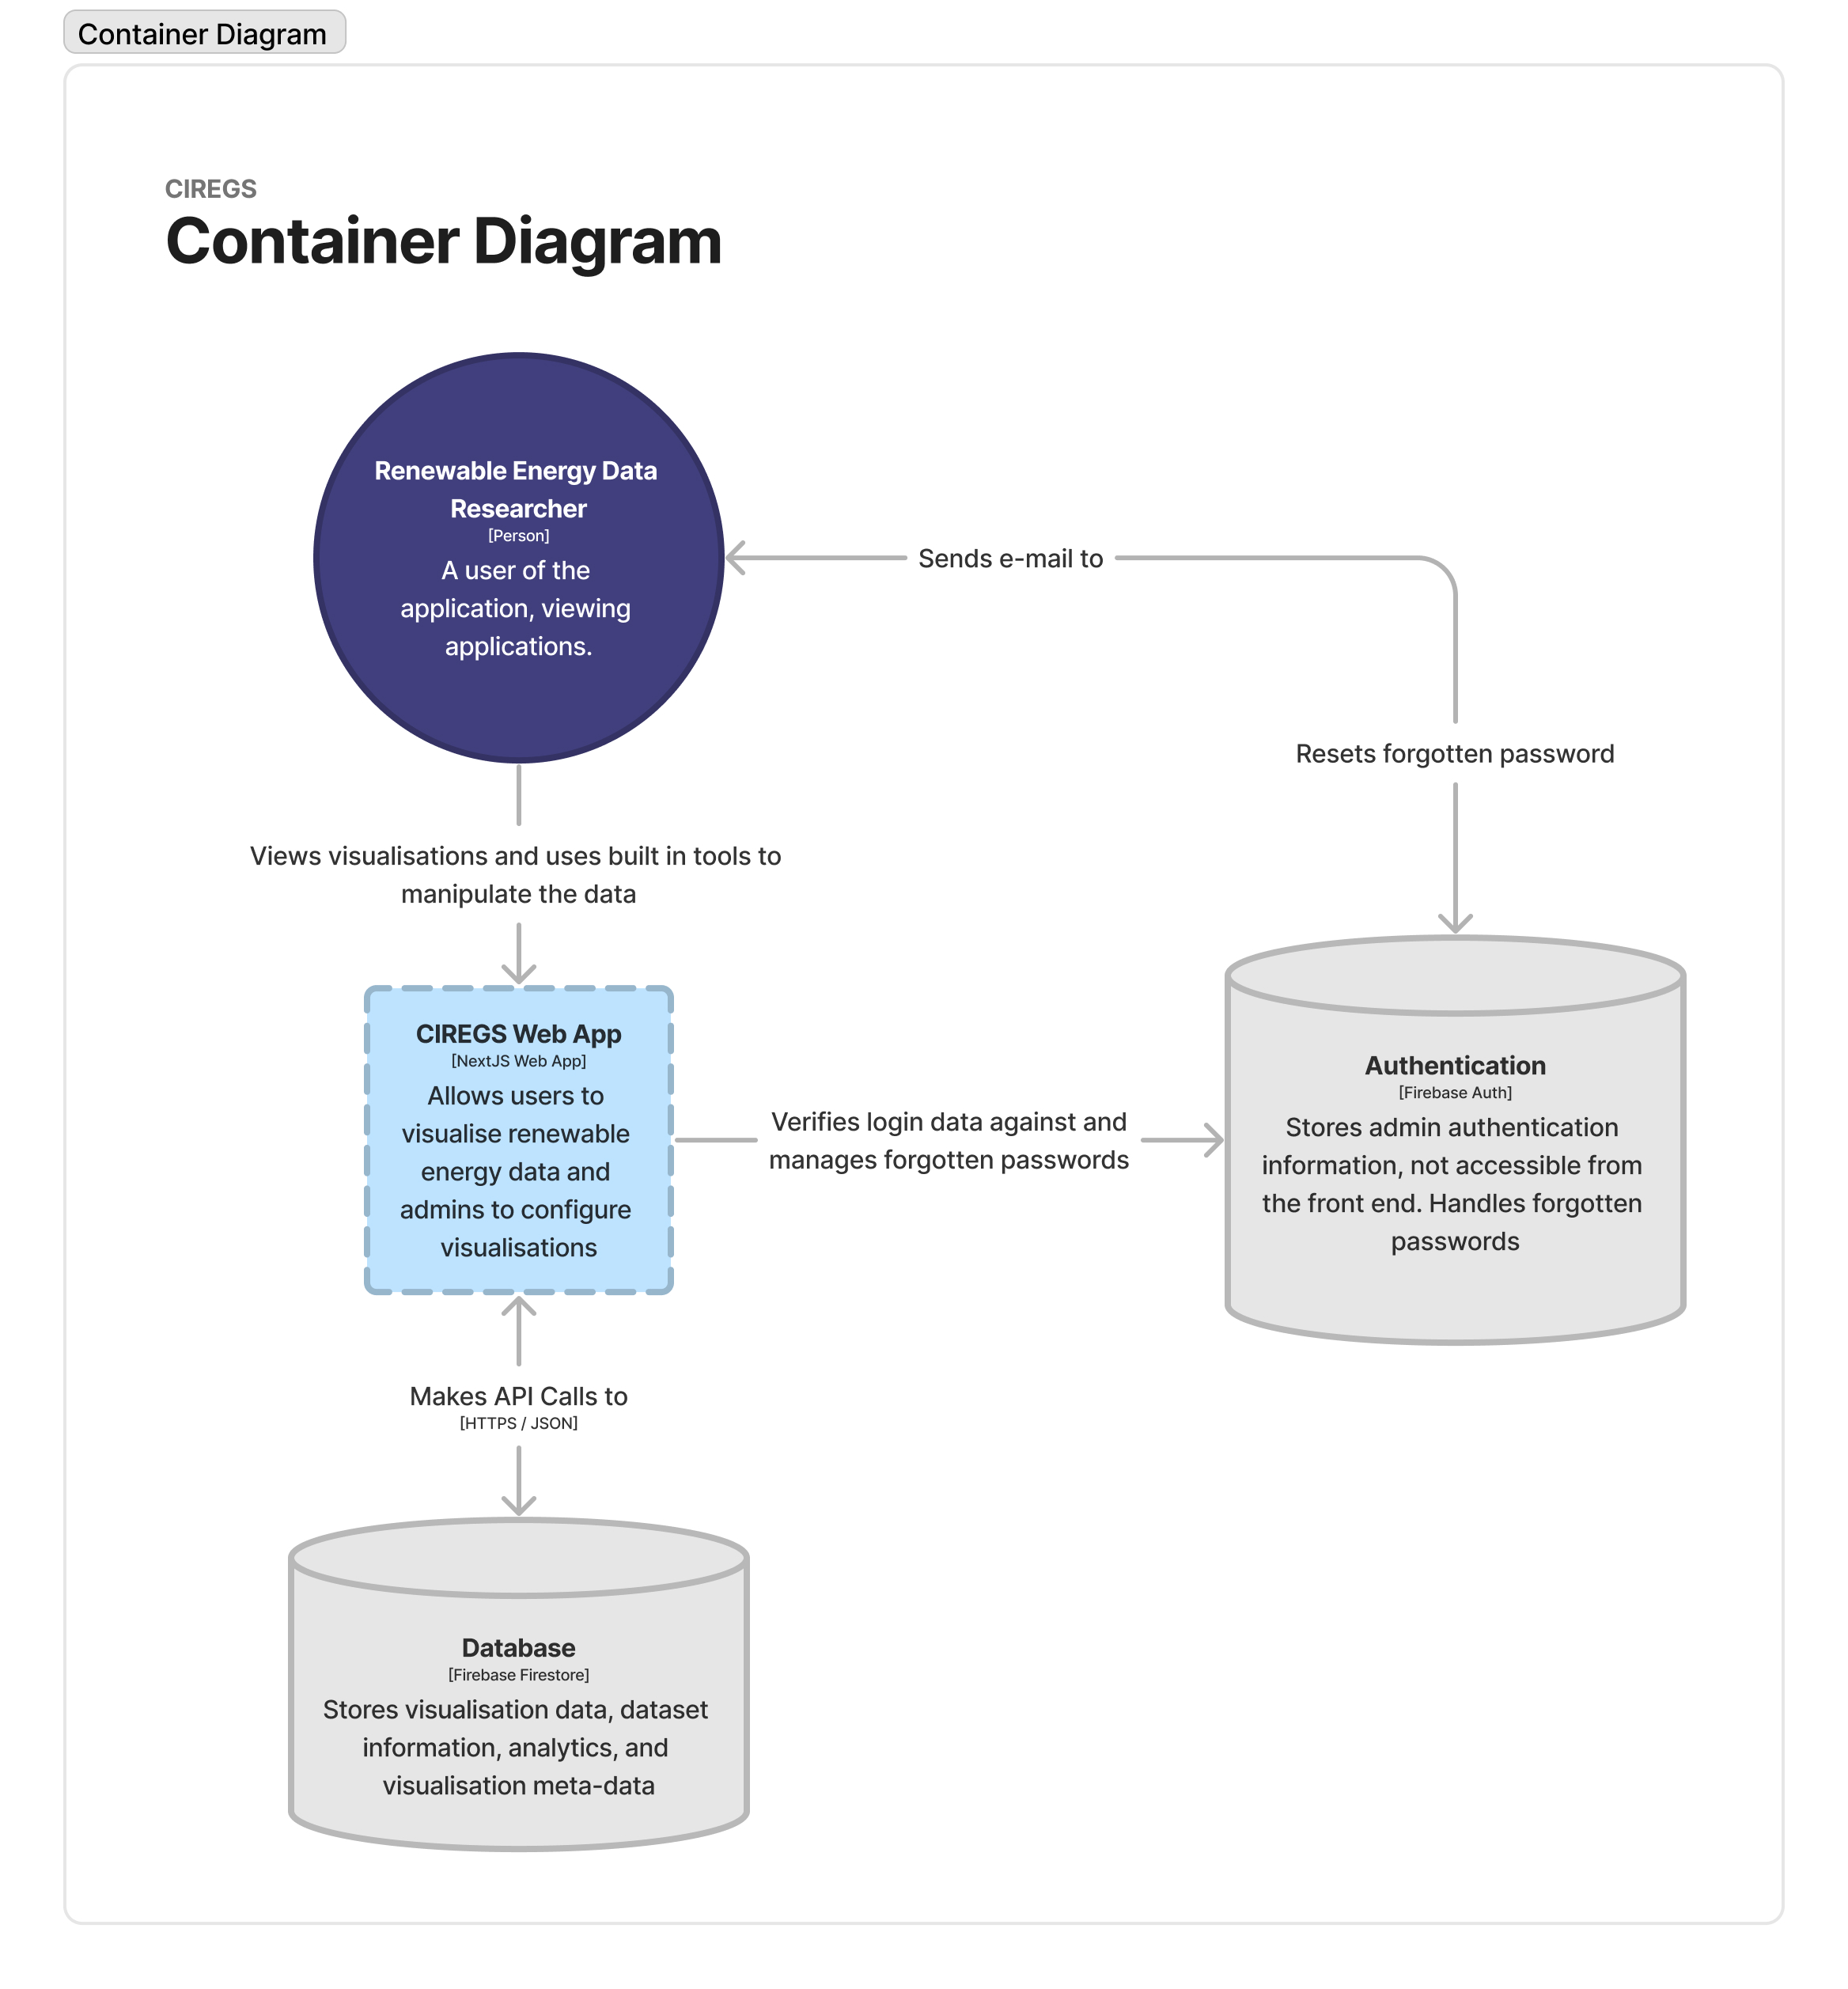 Container Diagram
CIREGS
Container Diagram
Renewable Energy Data
Researcher
[Person]
A user of the
application, viewing
applications.
Sends e-mail to
Resets forgotten password
Views visualisations and uses built in tools to
manipulate the data
CIREGS Web App
[NextJS Web App]
Allows users to
visualise renewable
energy data and
admins to configure
visualisations
Verifies login data against and
manages forgotten passwords
Authentication
[Firebase Auth]
Stores admin authentication
information, not accessible from
the front end. Handles forgotten
passwords
Makes API Calls to
[HTTPS / JSON]
Database
[Firebase Firestore]
Stores visualisation data, dataset
information, analytics, and
visualisation meta-data